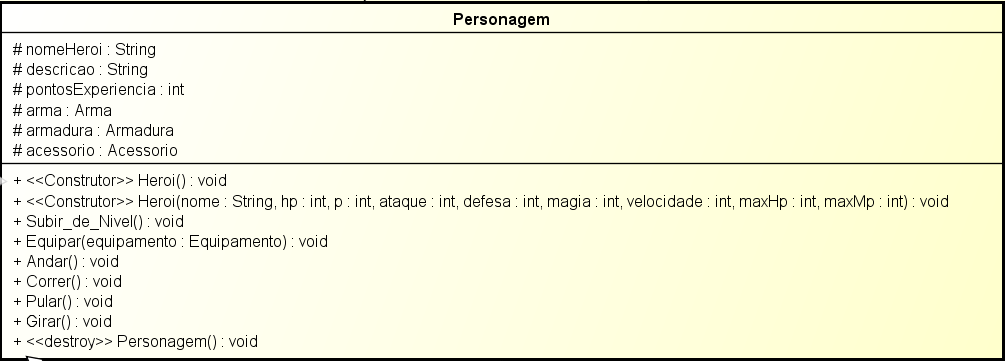 Personagem
# nomeHeroi : String
# descricao : String
# pontosExperiencia : int
# arma : Arma
# armadura : Armadura
# acessorio : Acessorio
+ <<Construtor>> Heroi() : void
+ <<Construtor>> Heroi(nome : String, hp : int, p : int, ataque : int, defesa : int, magia : int, velocidade : int, maxHp : int, maxMp : int) : void
+ Subir_de_Nivel() : void
+ Equipar(equipamento : Equipamento) : void
+ Andar() : void
+ Correr() : void
+ Pular() : void
+ Girar() : void
+ <<destroy>> Personagem() : void